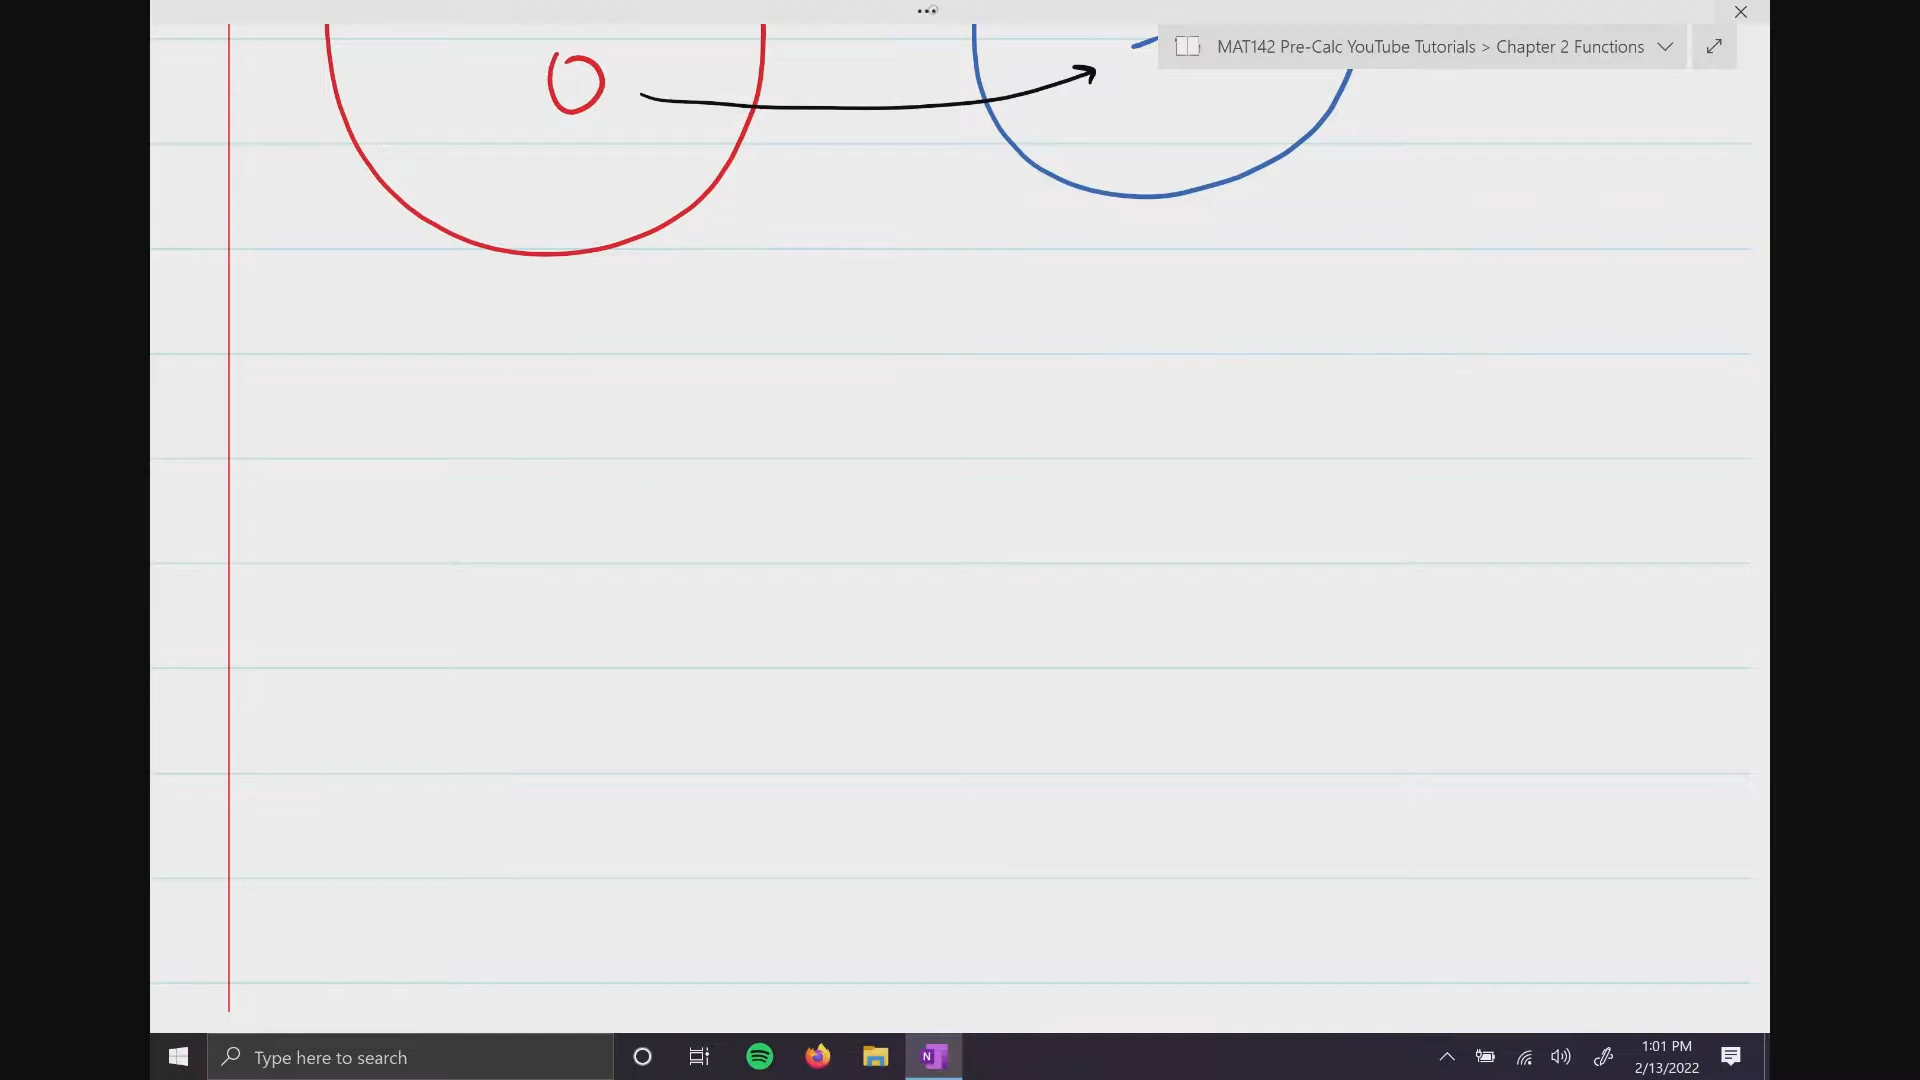 MAT142 Pre-Calc YouTube Tutorials > Chapter 2 Functions
0
Type here to search
N
1:01 PM
2/13/2022